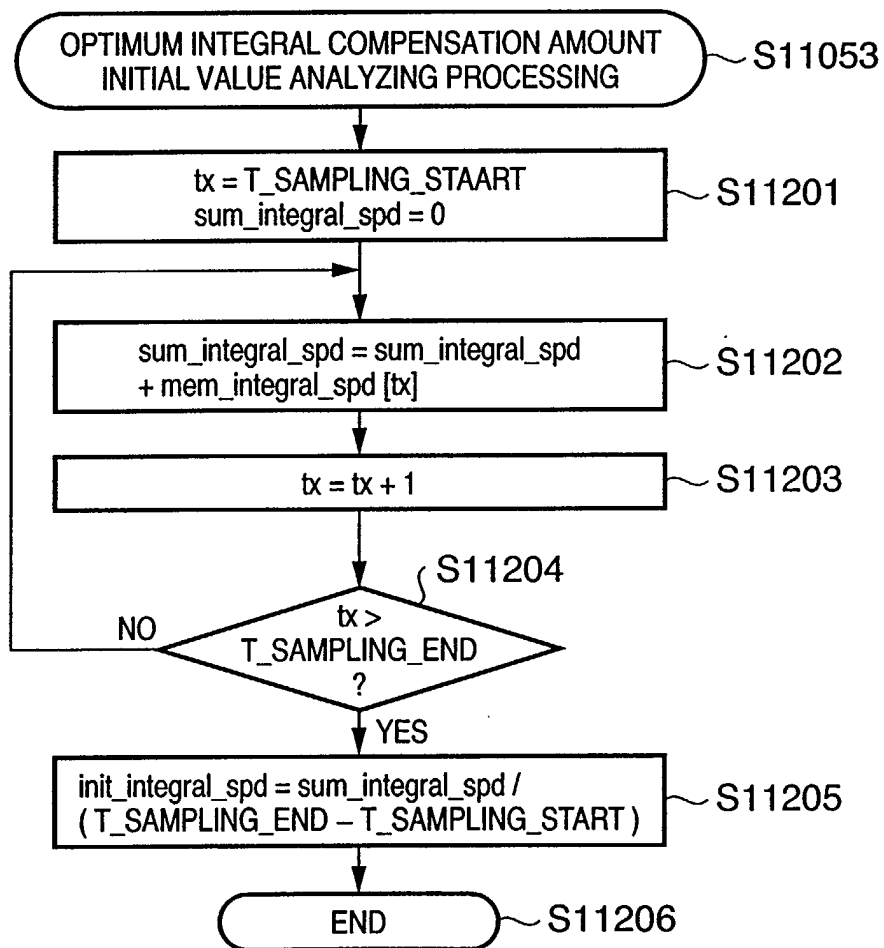 OPTIMUM INTEGRAL COMPENSATION AMOUNT
INITIAL VALUE ANALYZING PROCESSING
S11053
tx = T_SAMPLING_STAART
sum_integral_spd = 0
S11201
sum_integral_spd = sum_integral_spd
+ mem_integral_spd [tx]
S11202
tx = tx + 1
S11203
S11204
tx >
T_SAMPLING_END
?
NO
YES
init_integral_spd = sum_integral_spd /
( T_SAMPLING_END – T_SAMPLING_START )
S11205
END
S11206